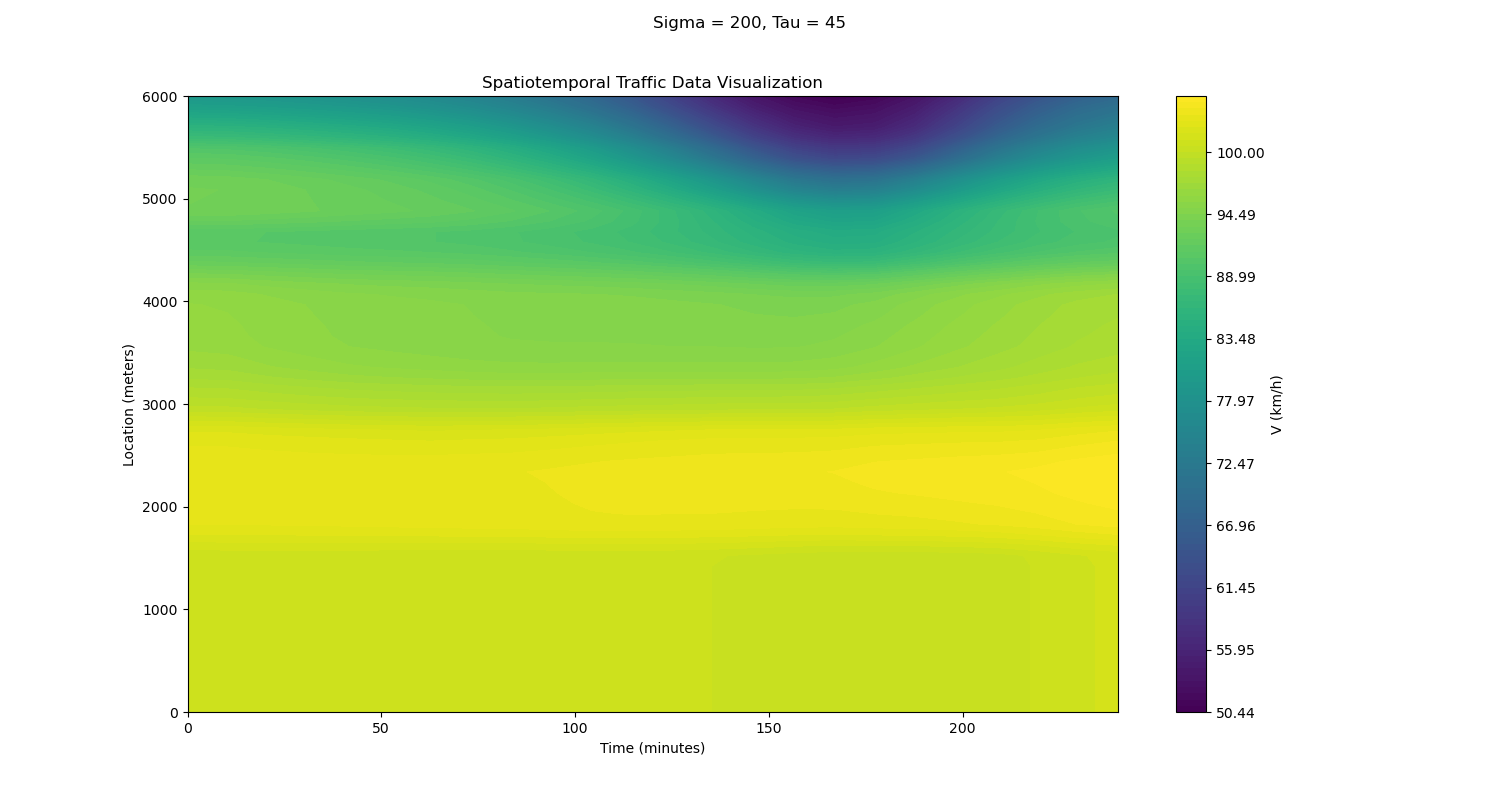 Sigma = 200, Tau = 45
Spatiotemporal Traffic Data Visualization
6000
5000
4000
3000
2000
1000
0
Location (meters)
0 50 100 150 200
Time (minutes)
100.00
94.49
88.99
83.48
77.97
72.47
66.96
61.45
55.95
50.44
V (km/h)